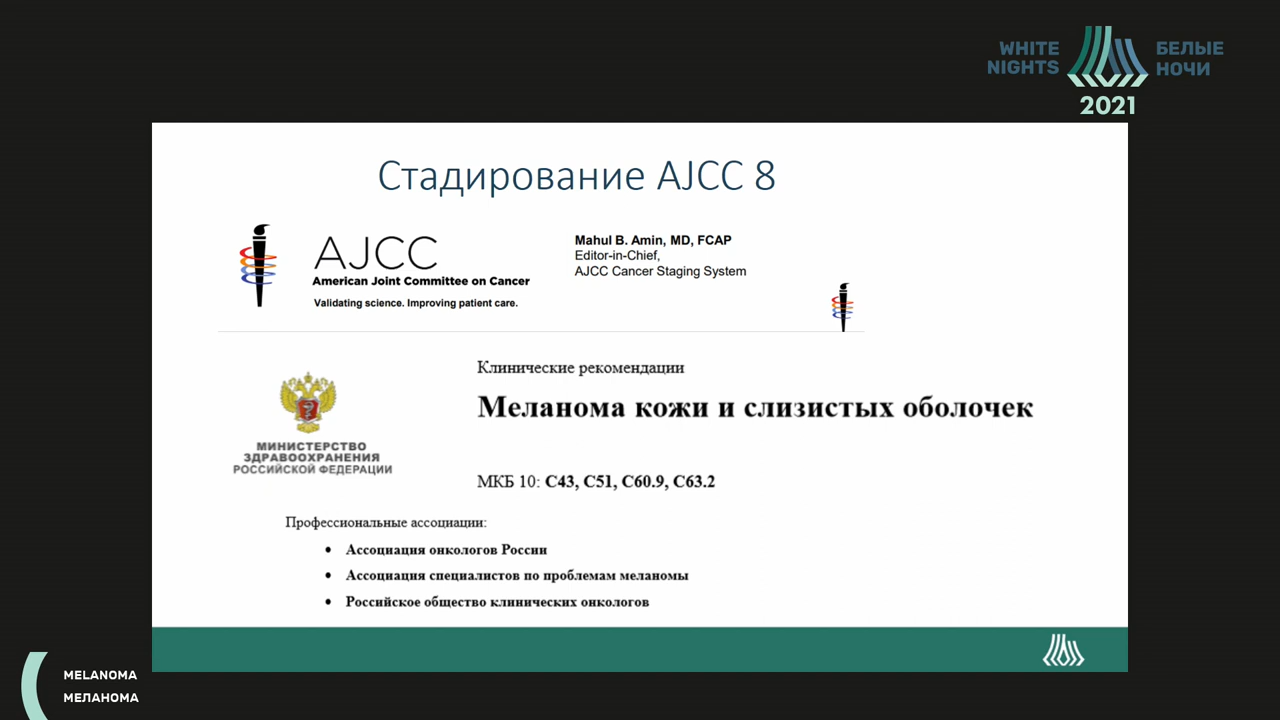 WHITE NIGHTS
БЕЛЫЕ НОЧИ
2021
Стадирование AJCC 8
AJCC
American Joint Committee on Cancer
Validating science. Improving patient care.
Mahul B. Amin, MD, FCAP
Editor-in-Chief,
AJCC Cancer Staging System
Клинические рекомендации
Меланома кожи и слизистых оболочек
МИНИСТЕРСТВО
ЗДРАВООХРАНЕНИЯ
РОССИЙСКОЙ ФЕДЕРАЦИИ
МКБ 10: C43, C51, C60.9, C63.2
Профессиональные ассоциации:
• Ассоциация онкологов России
• Ассоциация специалистов по проблемам меланомы
• Российское общество клинических онкологов
MELANOMA
МЕЛАНОМА